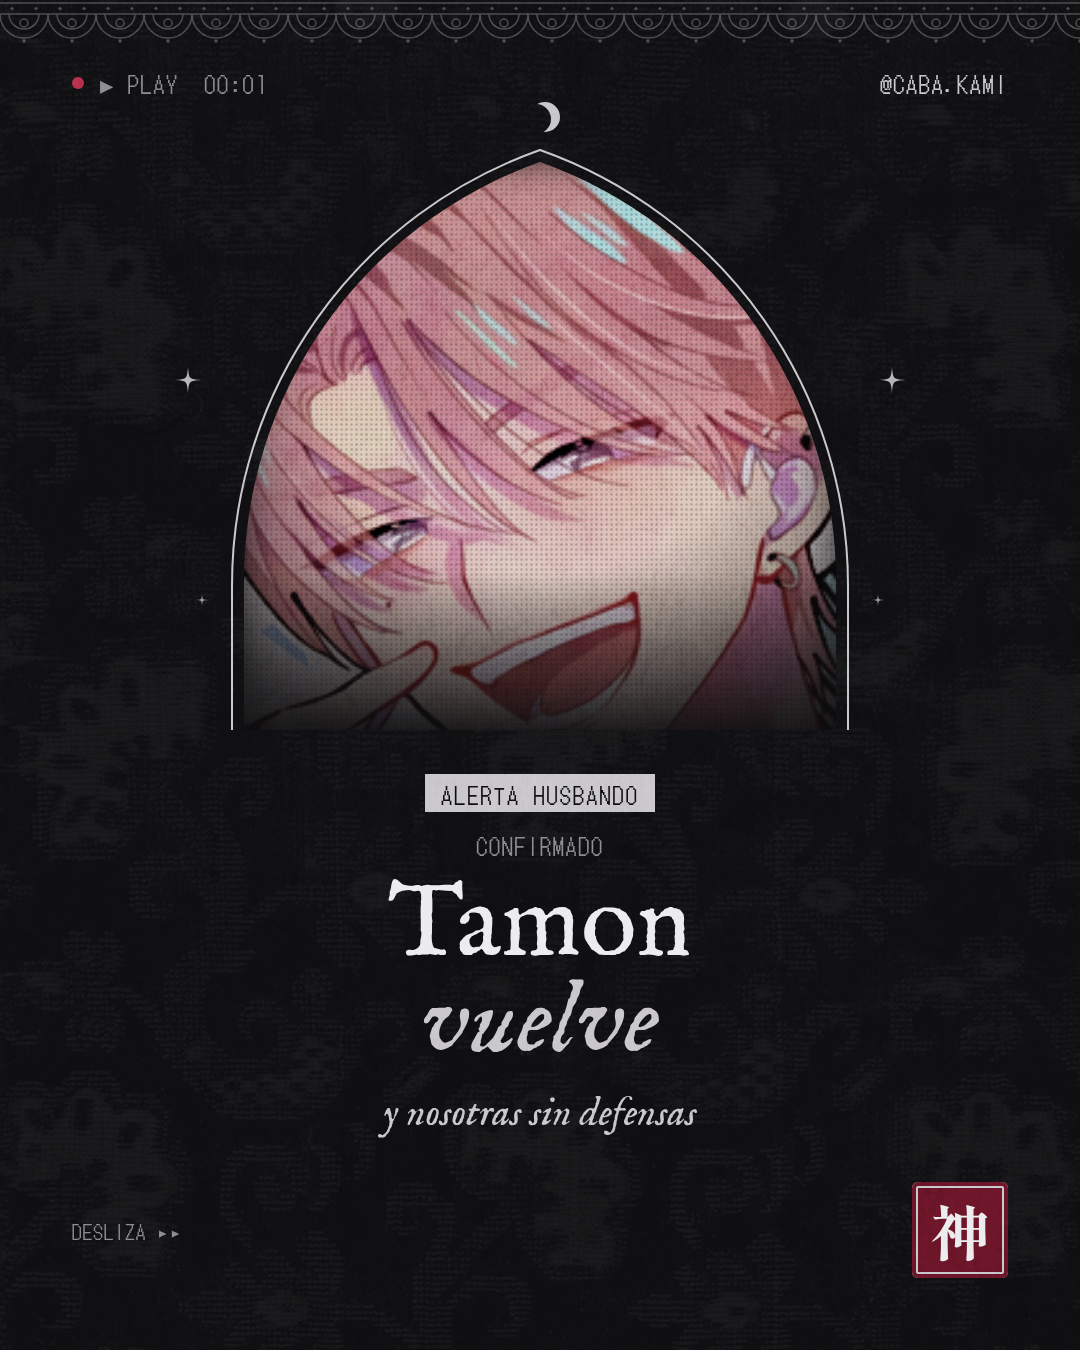 ▶ PLAY 00:01
@CABA.KAMI
ALERTA HUSBANDO
CONFIRMADO
Tamon
vuelve
y nosotras sin defensas
DESLIZA ▸▸
神